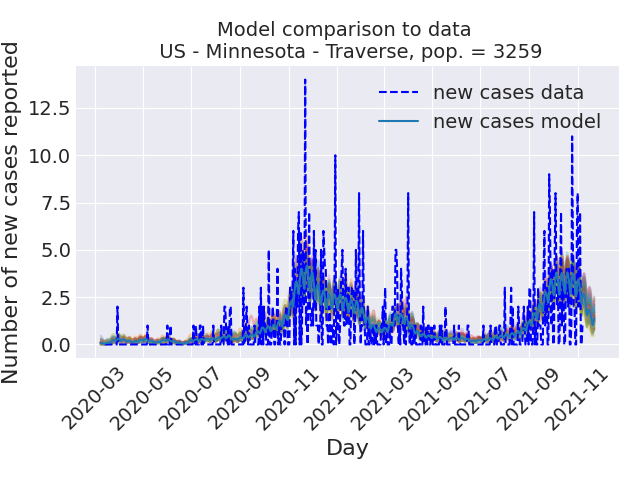 Model comparison to data
US - Minnesota - Traverse, pop. = 3259
Number of new cases reported
12.5
10.0
7.5
5.0
2.5
0.0
new cases data
new cases model
2020-03
2020-05
2020-07
2020-09
2020-11
2021-01
2021-03
2021-05
2021-07
2021-09
2021-11
Day